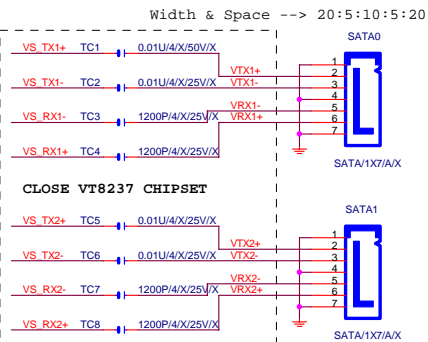 Width & Space --> 20:5:10:5:20
SATA0
VS_TX1+ TC1 0.01U/4/X/50V/X
VTX1+
1
2
VS_TX1- TC2 0.01U/4/X/25V/X VTX1-
3
4
VS_RX1- TC3 1200P/4/X/25V/X VRX1-
5
VRX1+
6
7
VS_RX1+ TC4 1200P/4/X/25V/X
SATA/1X7/A/X
CLOSE VT8237 CHIPSET
SATA1
VS_TX2+ TC5 0.01U/4/X/25V/X
1
VTX2+
2
VS_TX2- TC6 0.01U/4/X/25V/X VTX2-
3
4
VRX2-
5
VS_RX2- TC7 1200P/4/X/25V/X VRX2+
6
7
VS_RX2+ TC8 1200P/4/X/25V/X
SATA/1X7/A/X